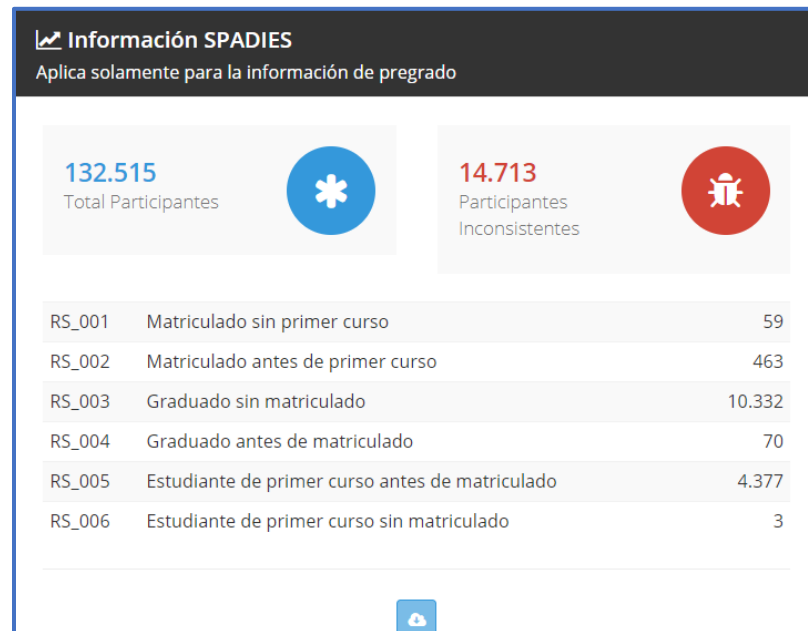 Información SPADIES
Aplica solamente para la información de pregrado
132.515
Total Participantes
14.713
Participantes
Inconsistentes
RS_001 Matriculado sin primer curso 59
RS_002 Matriculado antes de primer curso 463
RS_003 Graduado sin matriculado 10.332
RS_004 Graduado antes de matriculado 70
RS_005 Estudiante de primer curso antes de matriculado 4.377
RS_006 Estudiante de primer curso sin matriculado 3